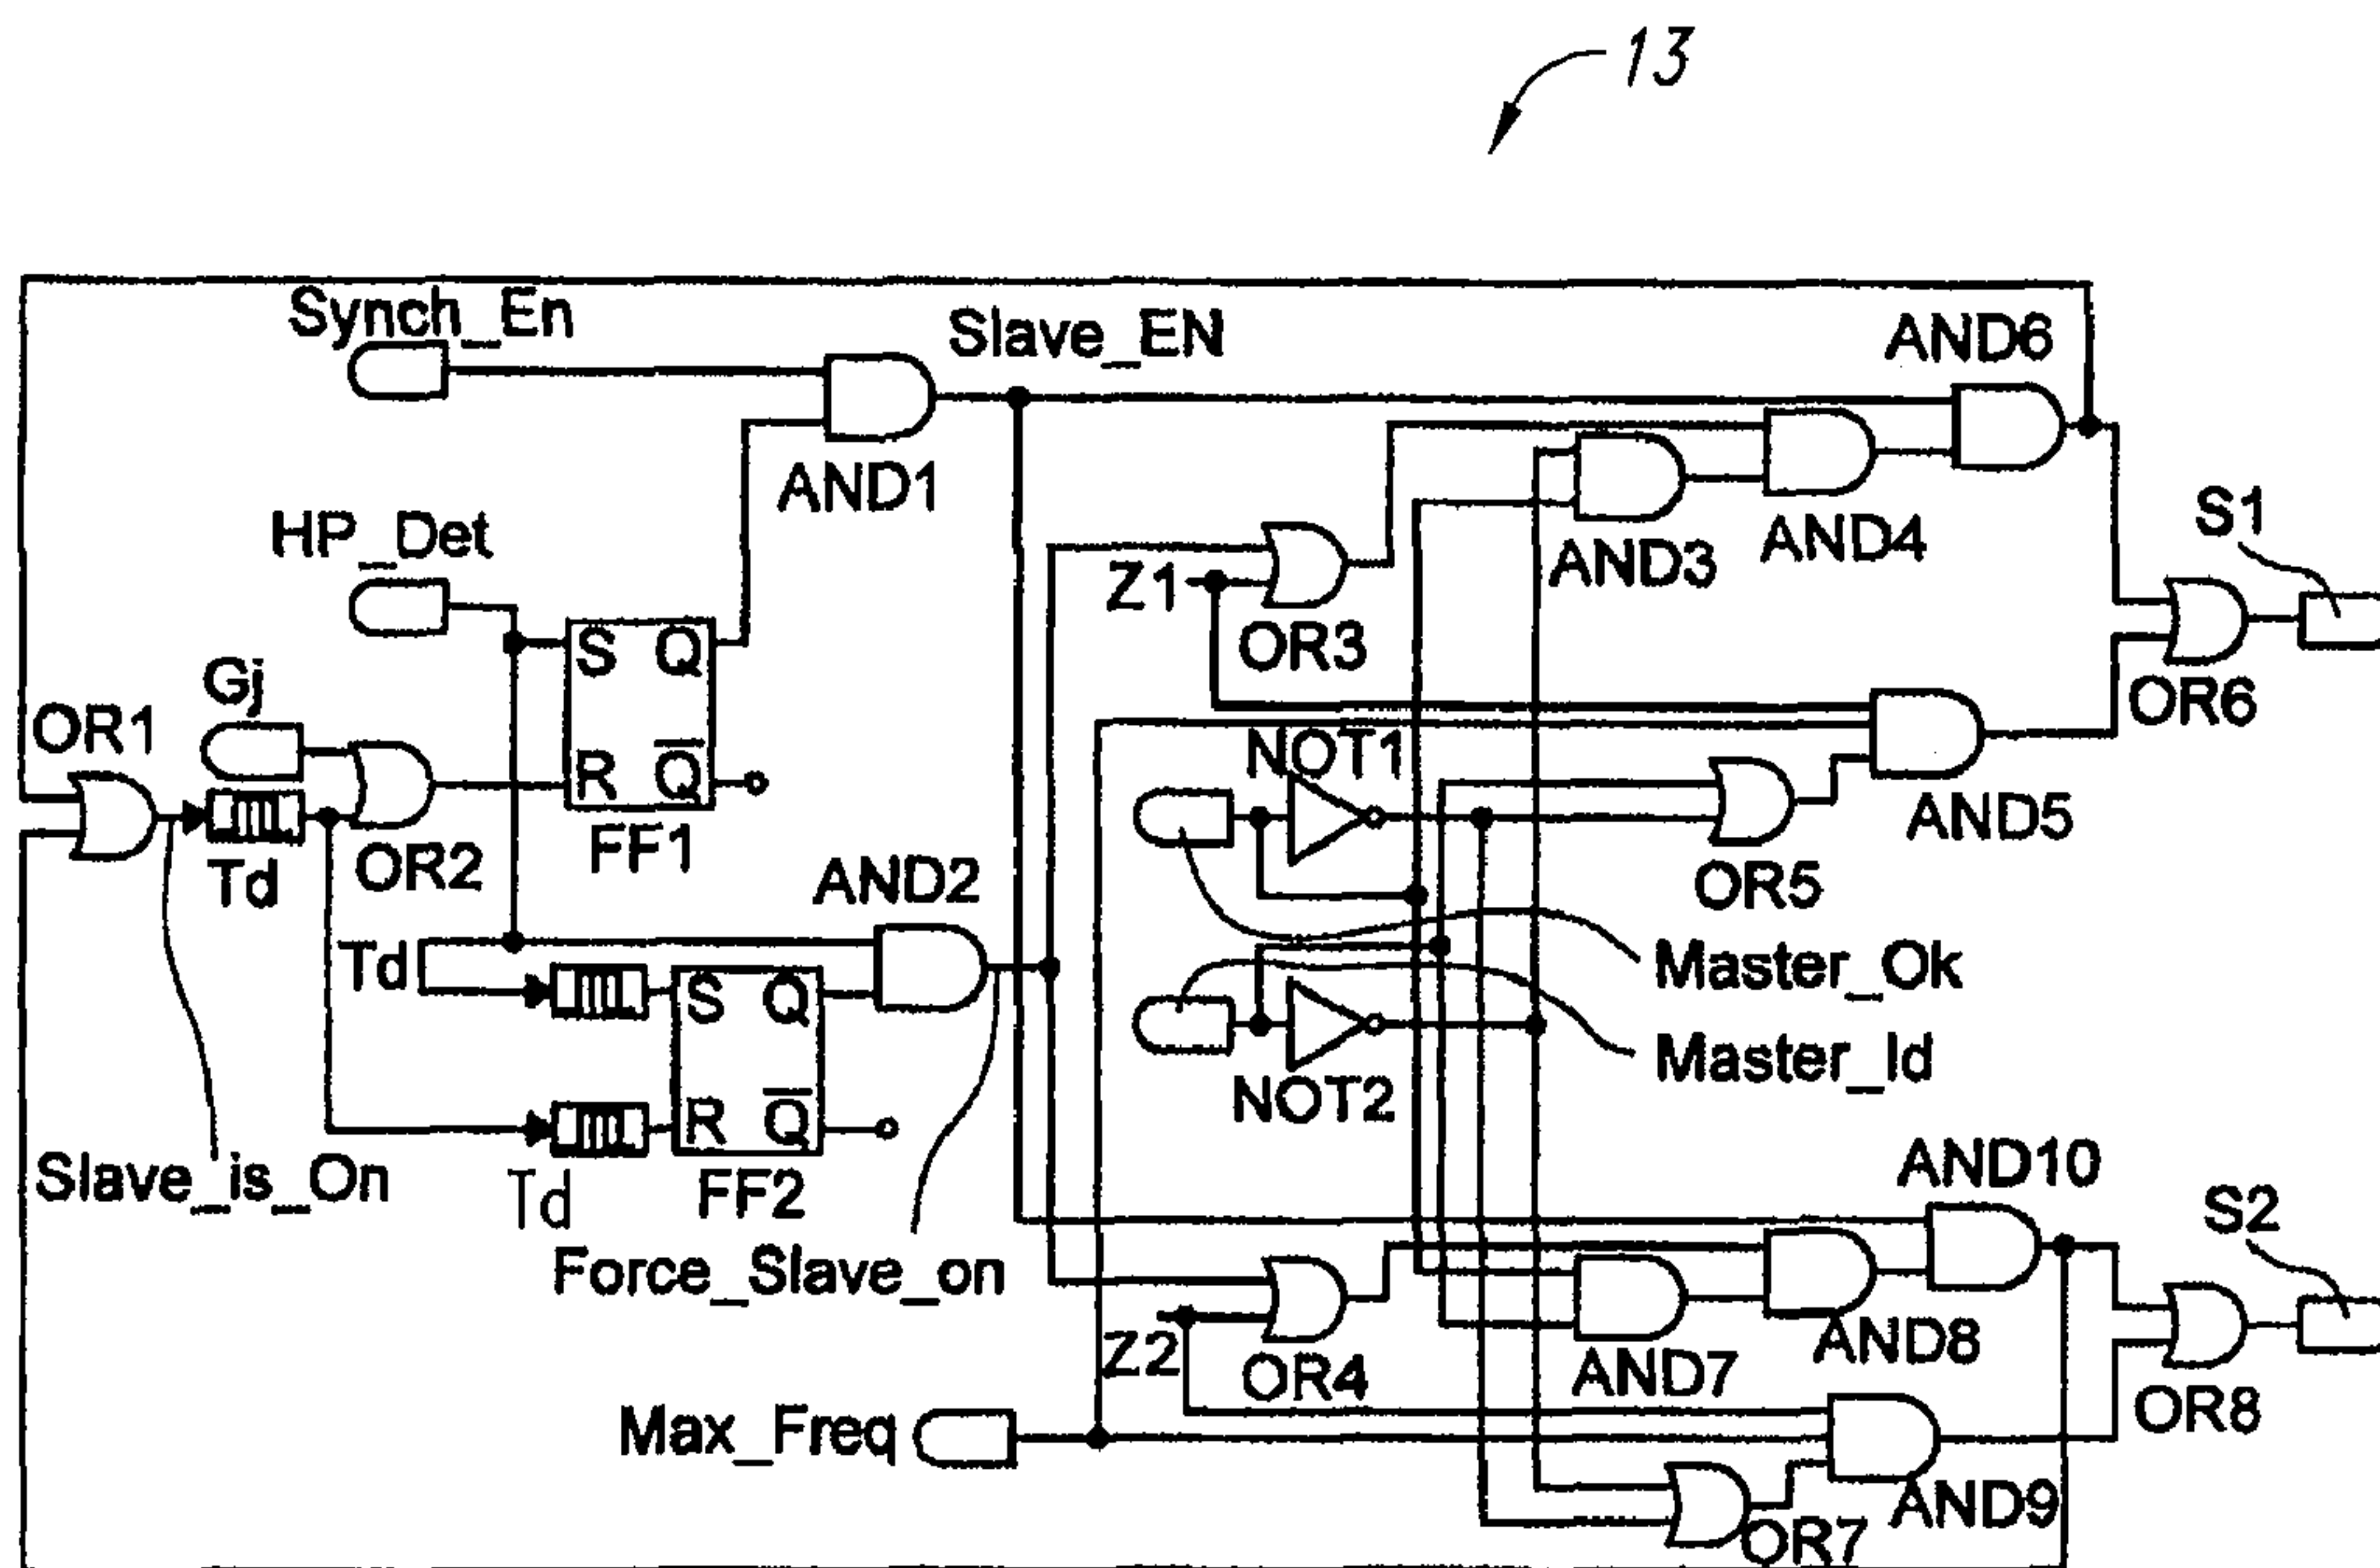 13
Synch_En
Slave_EN
AND6
AND1
HP_Det
S1
AND3
AND4
Z1
OR3
S Q
Gj
OR1
OR6
NOT1
R Q
AND5
FF1
Td
OR2
AND2
OR5
Td
Master_Ok
S Q
Master_Id
NOT2
R Q
AND10
Slave_is_On
Td
FF2
S2
Force_Slave_on
Z2
OR4
AND7
AND8
OR8
Max_Freq
AND9
OR7